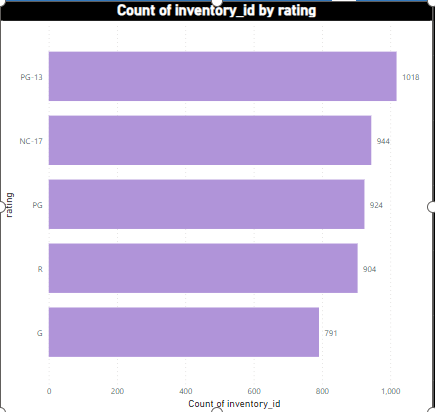 Count of inventory_id by rating
PG-13 1018
NC-17 944
PG 924
R 904
G 791
rating
0 200 400 600 800 1,000
Count of inventory_id